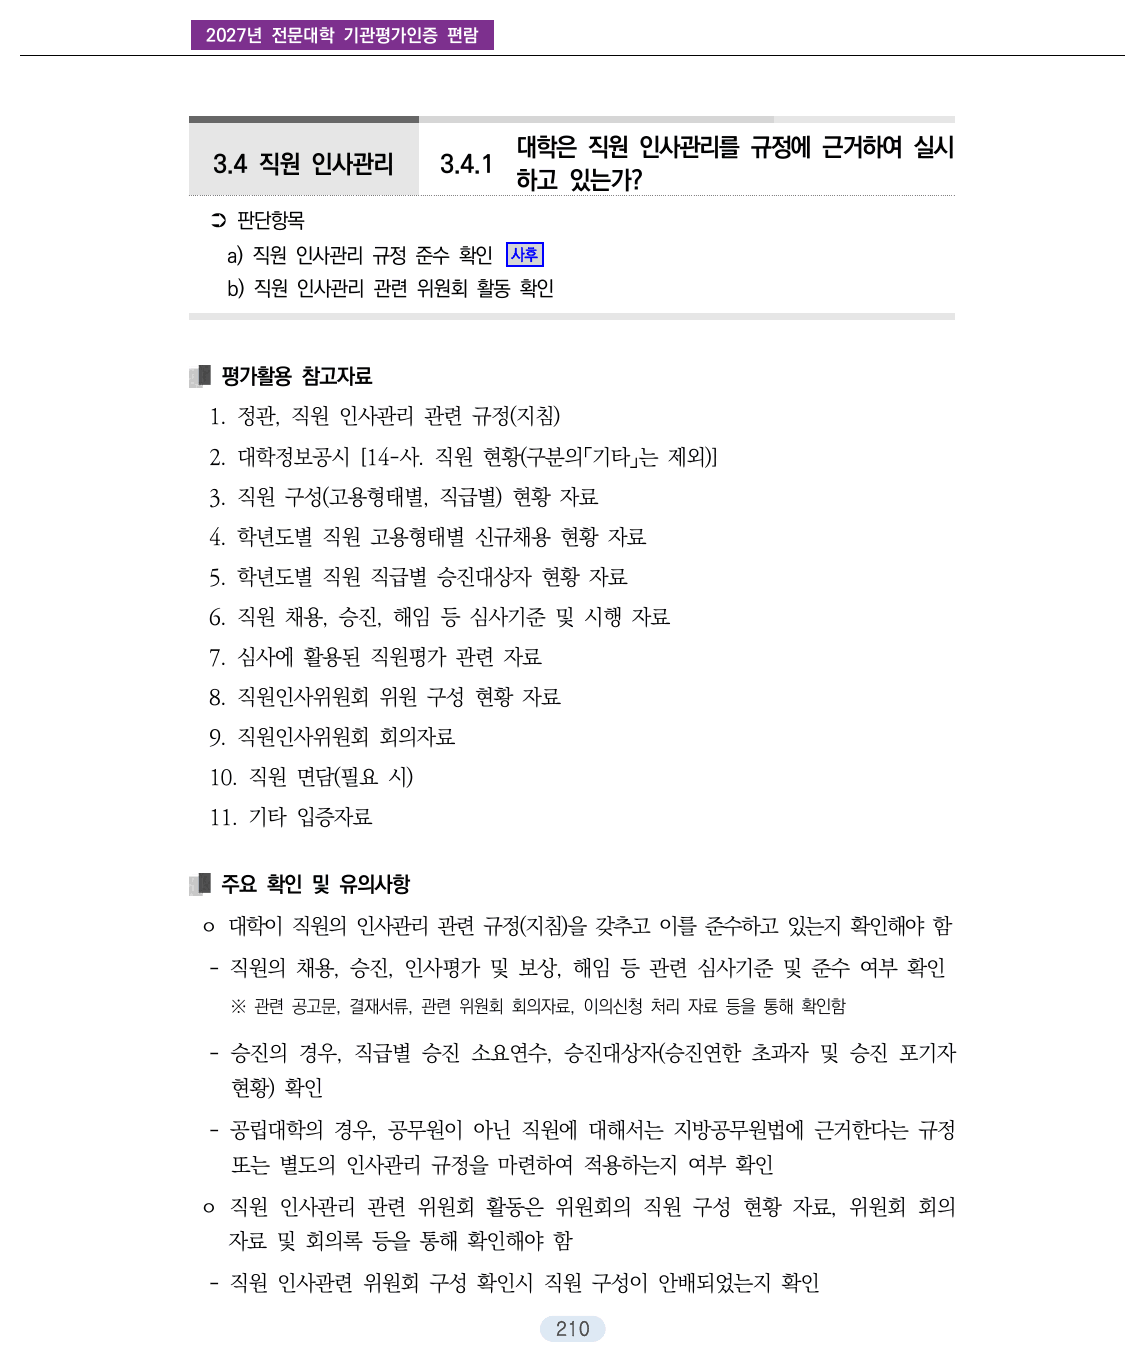 2027년 전문대학 기관평가인증 편람
3.4 직원 인사관리
3.4.1
대학은 직원 인사관리를 규정에 근거하여 실시
하고 있는가?
➲ 판단항목
a) 직원 인사관리 규정 준수 확인 사후
b) 직원 인사관리 관련 위원회 활동 확인
평가활용 참고자료
1. 정관, 직원 인사관리 관련 규정(지침)
2. 대학정보공시 [14-사. 직원 현황(구분의「기타」는 제외)]
3. 직원 구성(고용형태별, 직급별) 현황 자료
4. 학년도별 직원 고용형태별 신규채용 현황 자료
5. 학년도별 직원 직급별 승진대상자 현황 자료
6. 직원 채용, 승진, 해임 등 심사기준 및 시행 자료
7. 심사에 활용된 직원평가 관련 자료
8. 직원인사위원회 위원 구성 현황 자료
9. 직원인사위원회 회의자료
10. 직원 면담(필요 시)
11. 기타 입증자료
주요 확인 및 유의사항
ㅇ 대학이 직원의 인사관리 관련 규정(지침)을 갖추고 이를 준수하고 있는지 확인해야 함
- 직원의 채용, 승진, 인사평가 및 보상, 해임 등 관련 심사기준 및 준수 여부 확인
※ 관련 공고문, 결재서류, 관련 위원회 회의자료, 이의신청 처리 자료 등을 통해 확인함
- 승진의 경우, 직급별 승진 소요연수, 승진대상자(승진연한 초과자 및 승진 포기자
현황) 확인
- 공립대학의 경우, 공무원이 아닌 직원에 대해서는 지방공무원법에 근거한다는 규정
또는 별도의 인사관리 규정을 마련하여 적용하는지 여부 확인
ㅇ 직원 인사관리 관련 위원회 활동은 위원회의 직원 구성 현황 자료, 위원회 회의
자료 및 회의록 등을 통해 확인해야 함
- 직원 인사관련 위원회 구성 확인시 직원 구성이 안배되었는지 확인
210